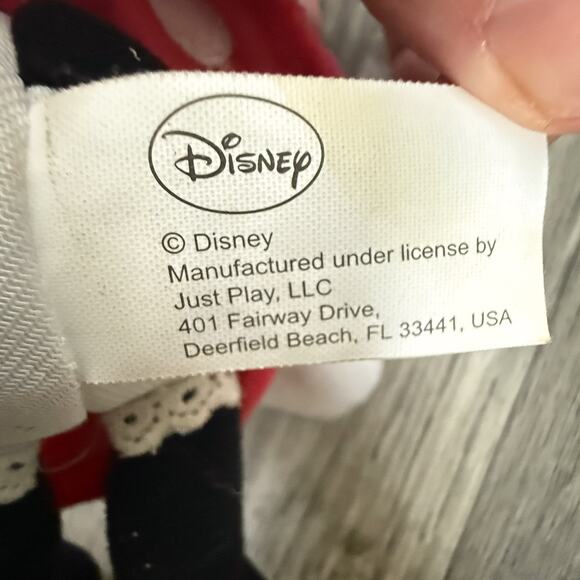 Disney
© Disney
Manufactured under license by
Just Play, LLC
401 Fairway Drive,
Deerfield Beach, FL 33441, USA